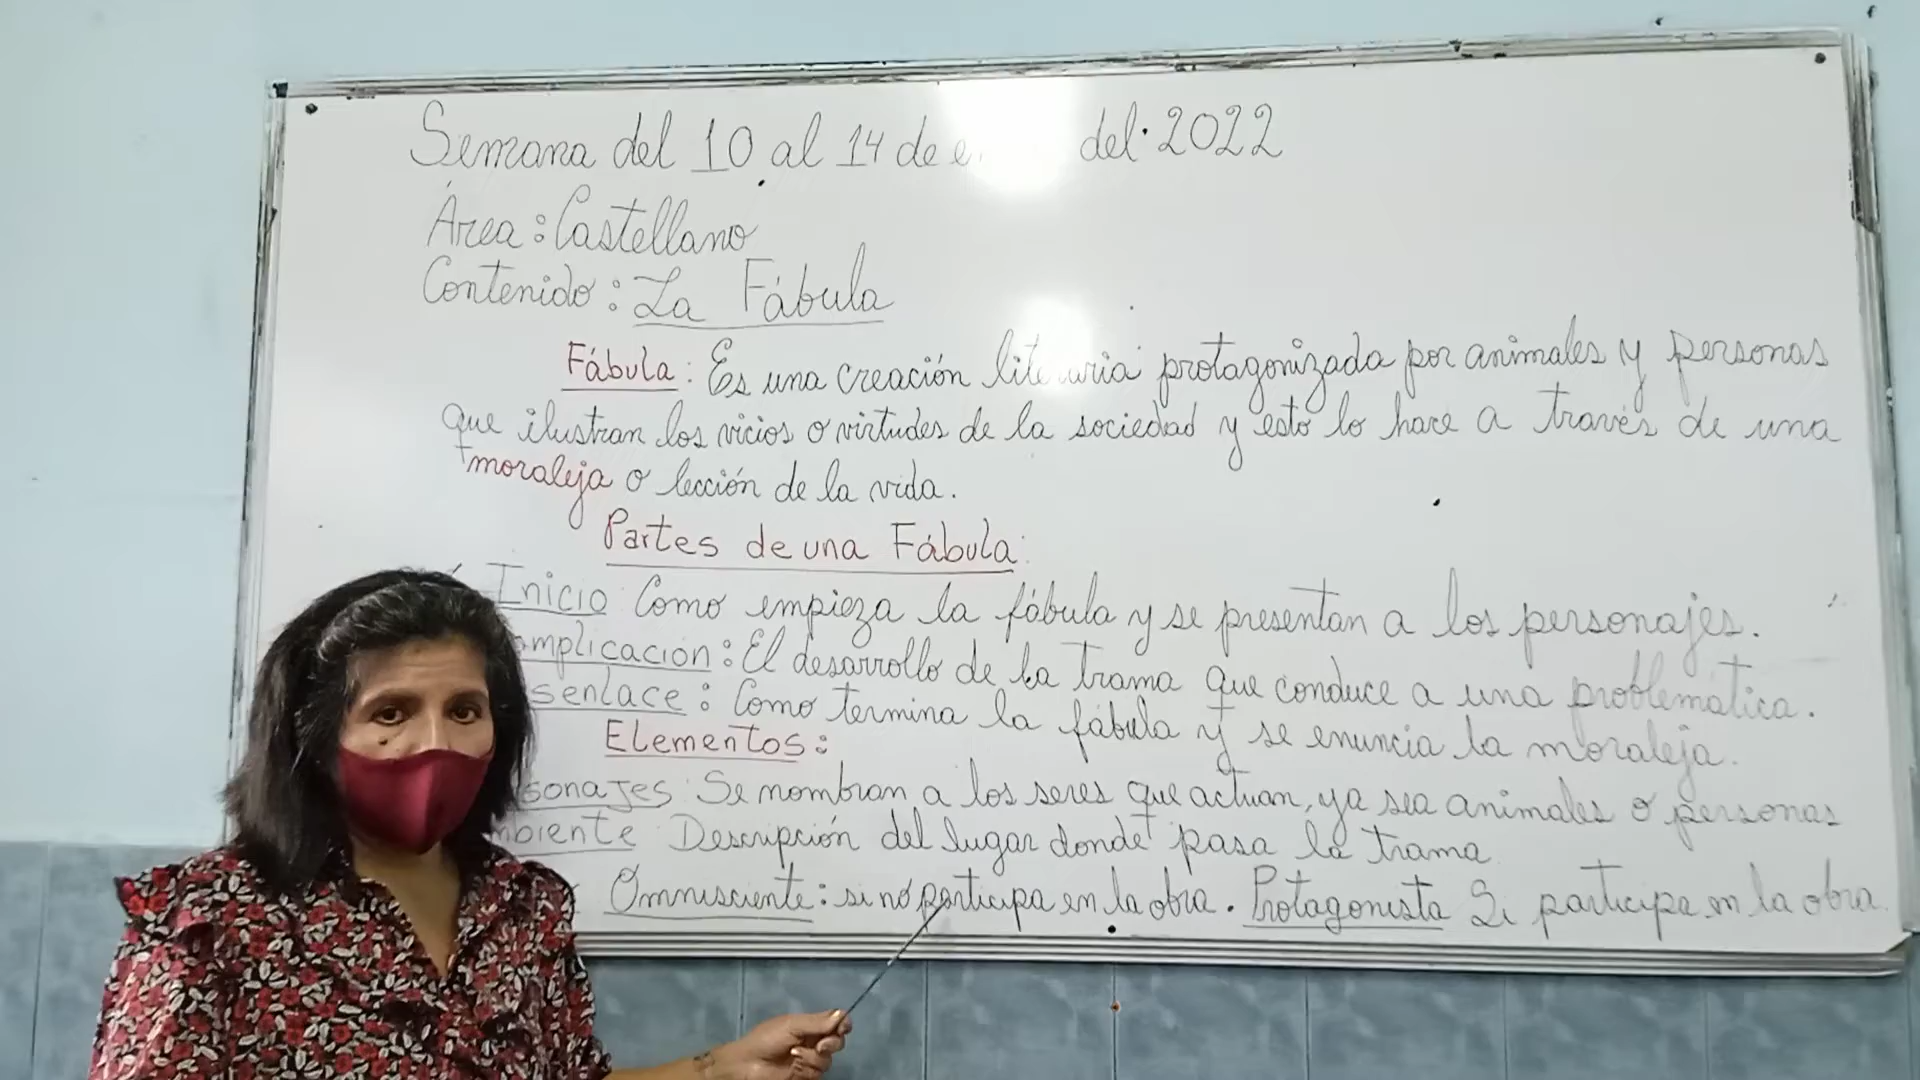 Semana del 10 al 14 de e del 2022
Área: Castellano
Contenido: La Fábula
Fábula: Es una creación literaria protagonizada por animales y personas
que ilustran los vicios o virtudes de la sociedad y esto lo hace a través de una
moraleja o lección de la vida.
Partes de una Fábula:
Inicio Como empieza la fábula y se presentan a los personajes.
omplicación: El desarrollo de la trama que conduce a una problemática.
senlace: Como termina la fábula y se enuncia la moraleja.
Elementos:
sonajes: Se nombran a los seres que actuan, ya sea animales o personas
mbiente Descripción del lugar donde pasa la trama
Omnisciente: si no participa en la obra. Protagonista Si participa en la obra.